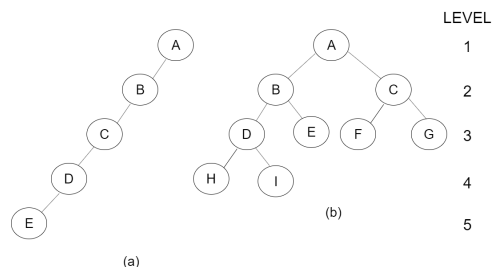 LEVEL
A A 1
B B C 2
C D E F G 3
D H I 4
(b)
E 5
(a)